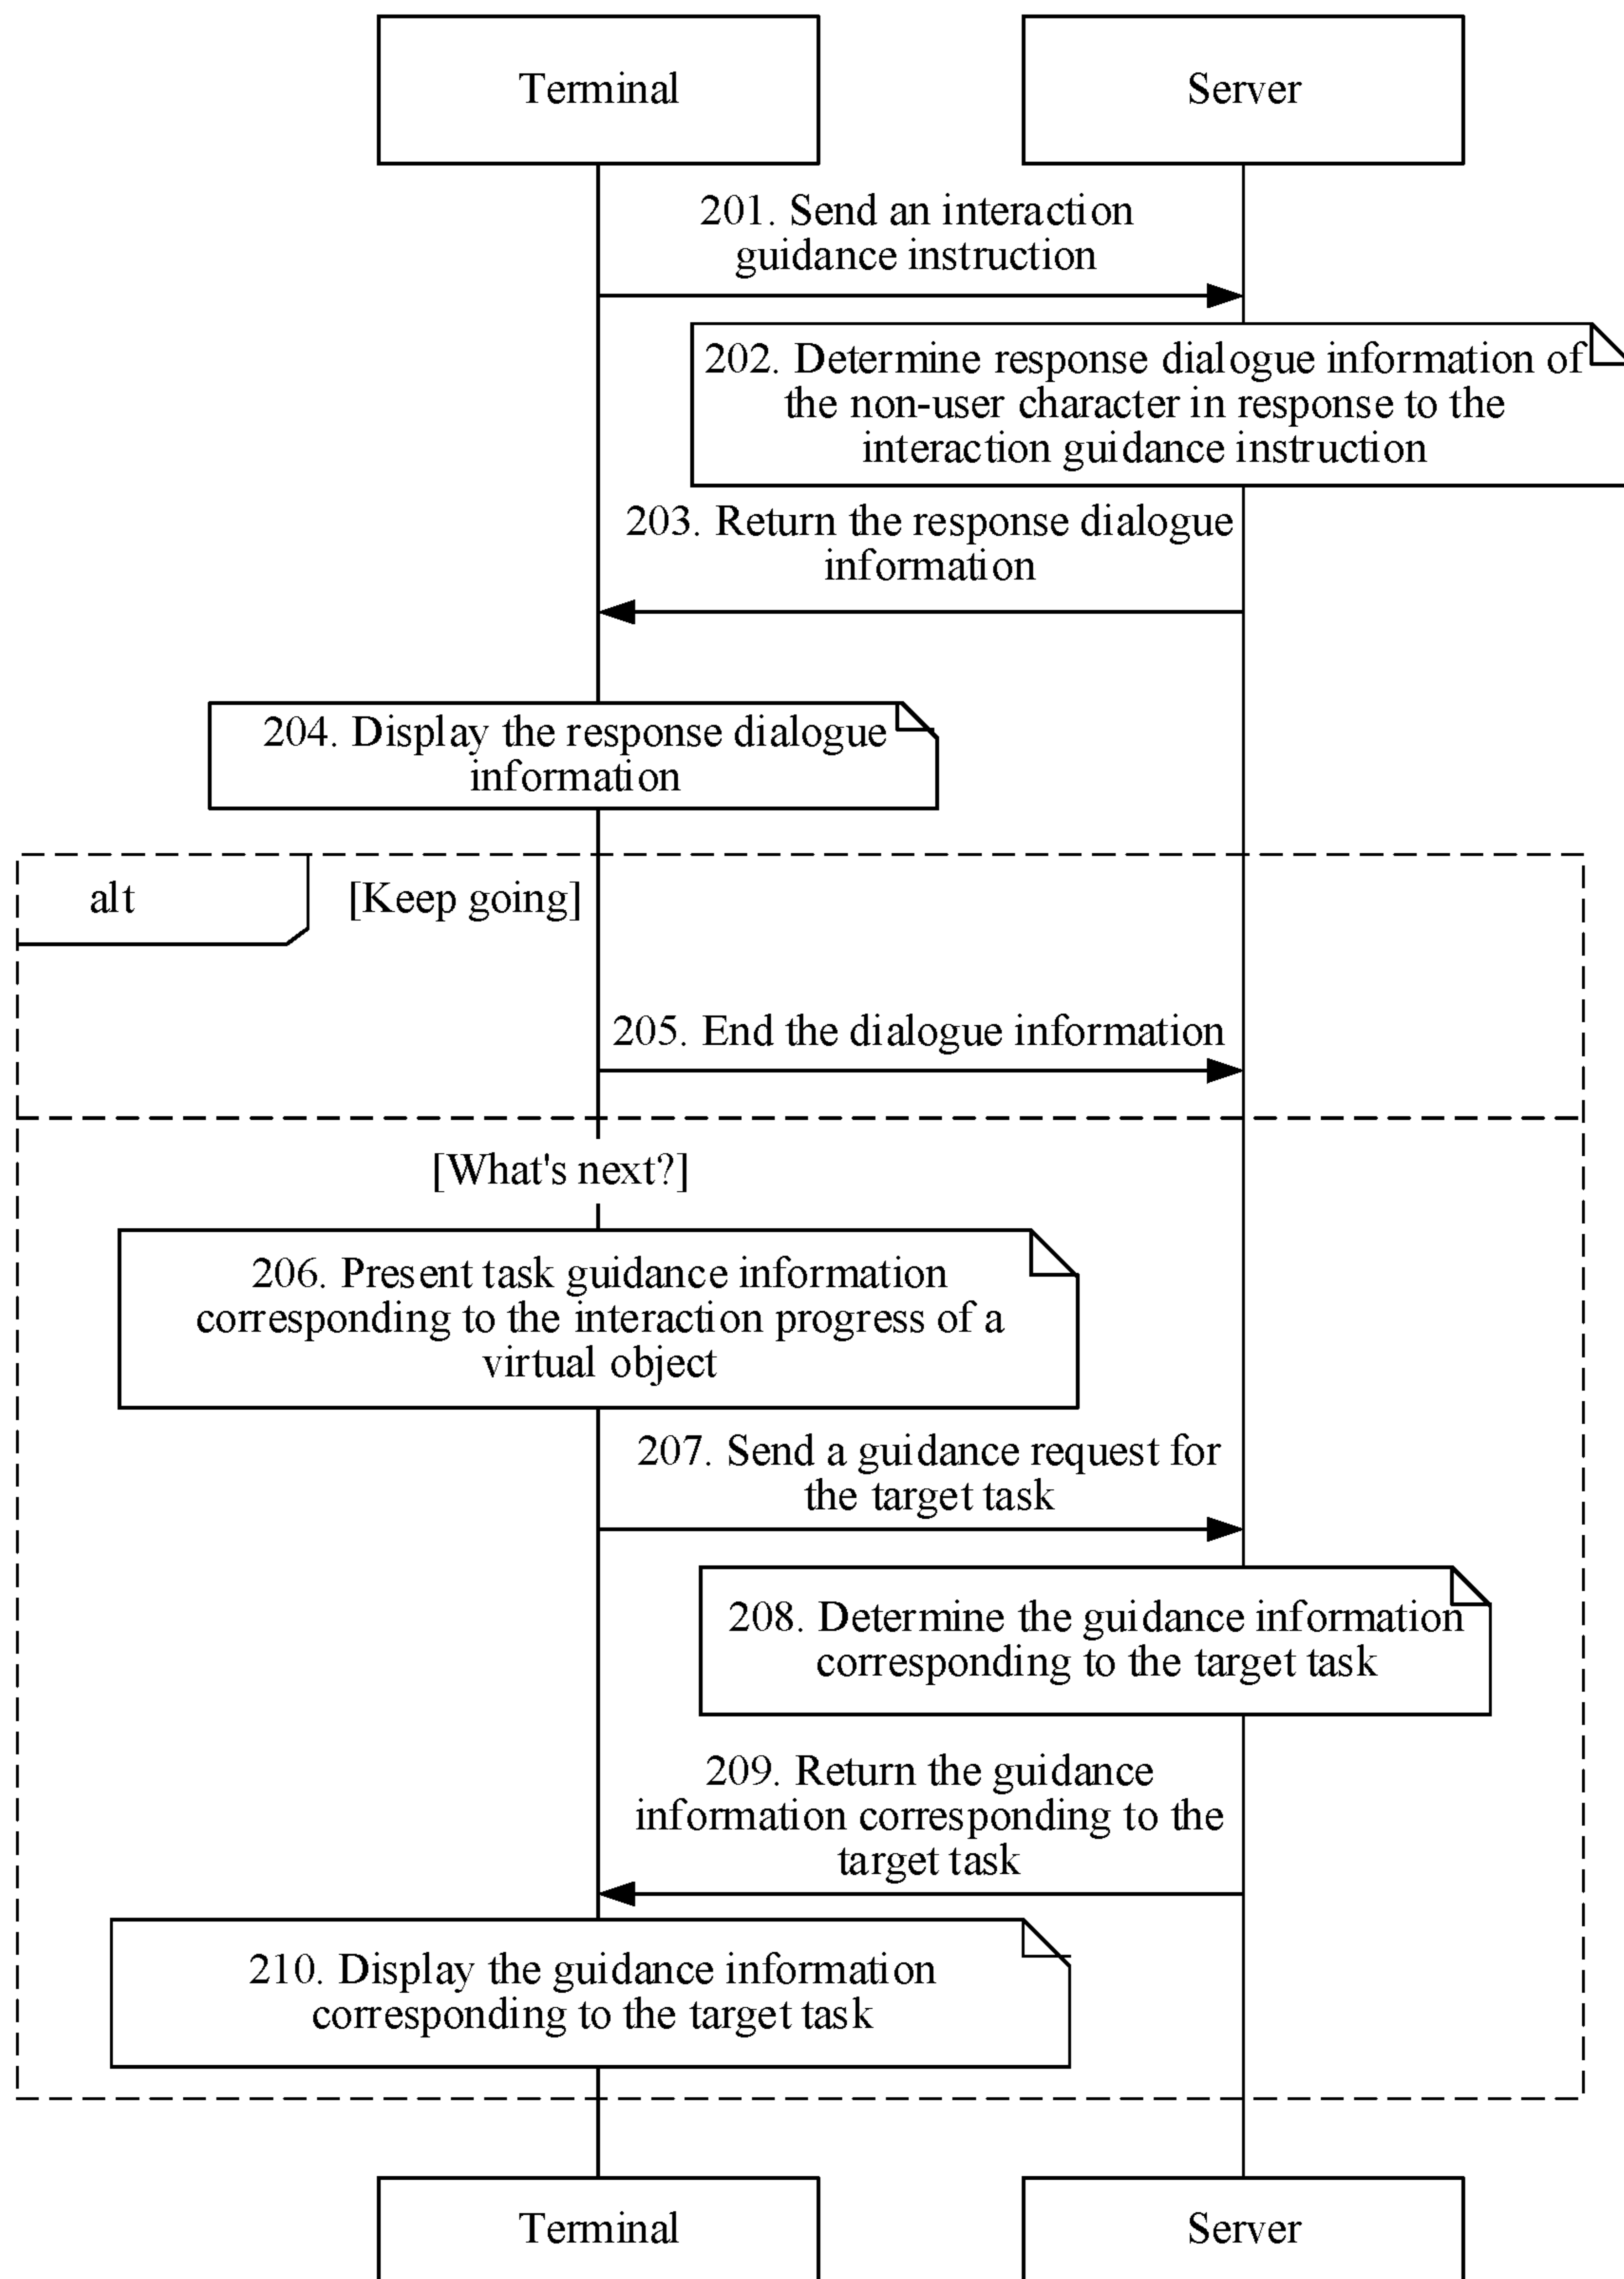 Terminal
Server
201. Send an interaction
guidance instruction
202. Determine response dialogue information of
the non-user character in response to the
interaction guidance instruction
203. Return the response dialogue
information
204. Display the response dialogue
information
alt
[Keep going]
205. End the dialogue information
[What's next?]
206. Present task guidance information
corresponding to the interaction progress of a
virtual object
207. Send a guidance request for
the target task
208. Determine the guidance information
corresponding to the target task
209. Return the guidance
information corresponding to the
target task
210. Display the guidance information
corresponding to the target task
Terminal
Server